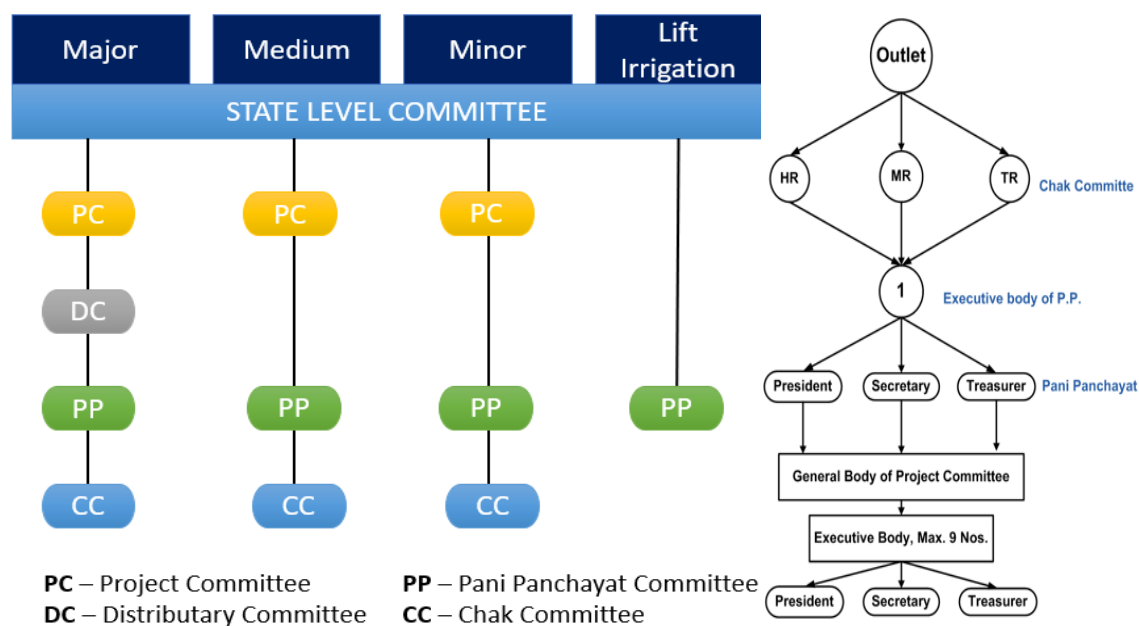 Major
Medium
Minor
Lift
Irrigation
STATE LEVEL COMMITTEE
PC
PC
PC
DC
PP
PP
PP
PP
CC
CC
CC
PC – Project Committee
DC – Distributary Committee
PP – Pani Panchayat Committee
CC – Chak Committee
Outlet
HR
MR
TR
Chak Committe
1
Executive body of P.P.
President
Secretary
Treasurer
Pani Panchayat
General Body of Project Committee
Executive Body, Max. 9 Nos.
President
Secretary
Treasurer